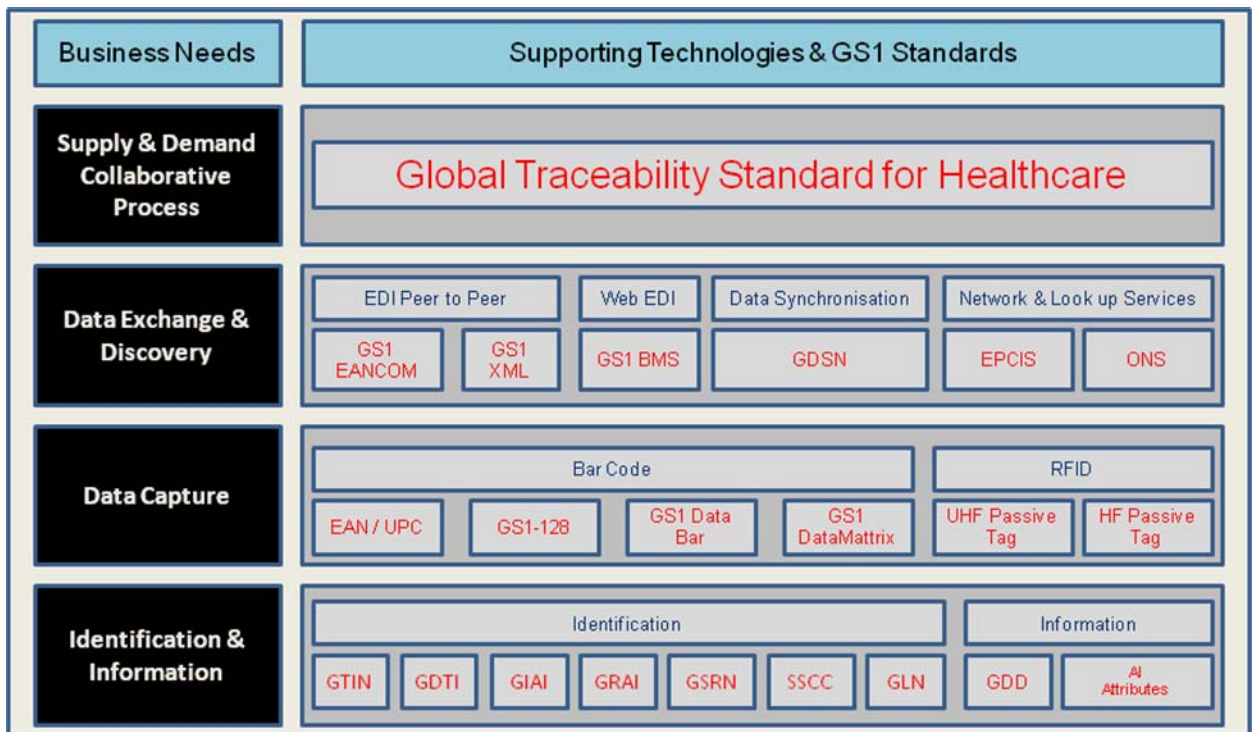 Business Needs
Supporting Technologies & GS1 Standards
Supply & Demand
Collaborative
Process
Global Traceability Standard for Healthcare
Data Exchange &
Discovery
EDI Peer to Peer
Web EDI
Data Synchronisation
Network & Look up Services
GS1
EANCOM
GS1
XML
GS1 BMS
GDSN
EPCIS
ONS
Data Capture
Bar Code
RFID
EAN / UPC
GS1-128
GS1 Data
Bar
GS1
DataMattrix
UHF Passive
Tag
HF Passive
Tag
Identification &
Information
Identification
Information
GTIN
GDTI
GIAI
GRAI
GSRN
SSCC
GLN
GDD
AI
Attributes